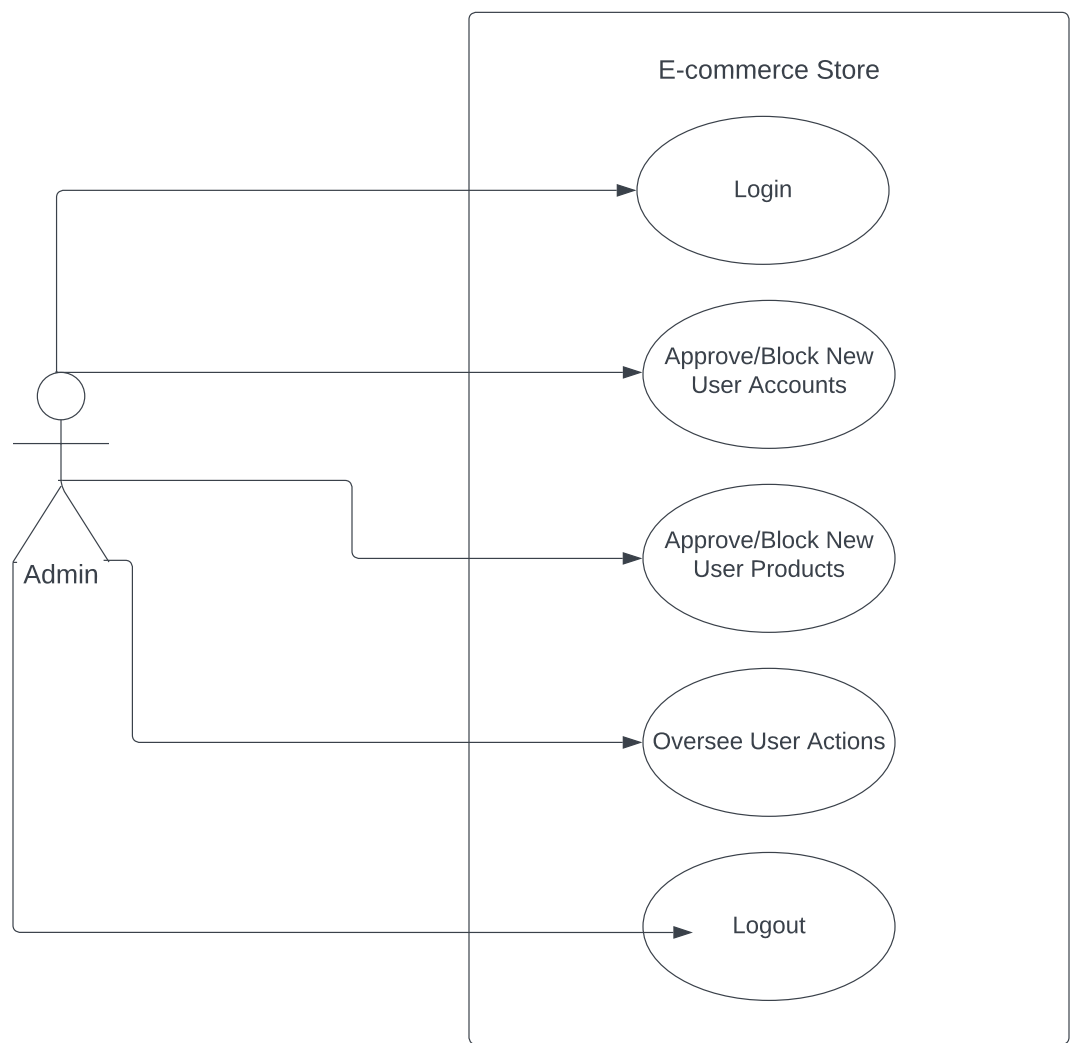 E-commerce Store
Login
Approve/Block New
User Accounts
Approve/Block New
User Products
Admin
Oversee User Actions
Logout